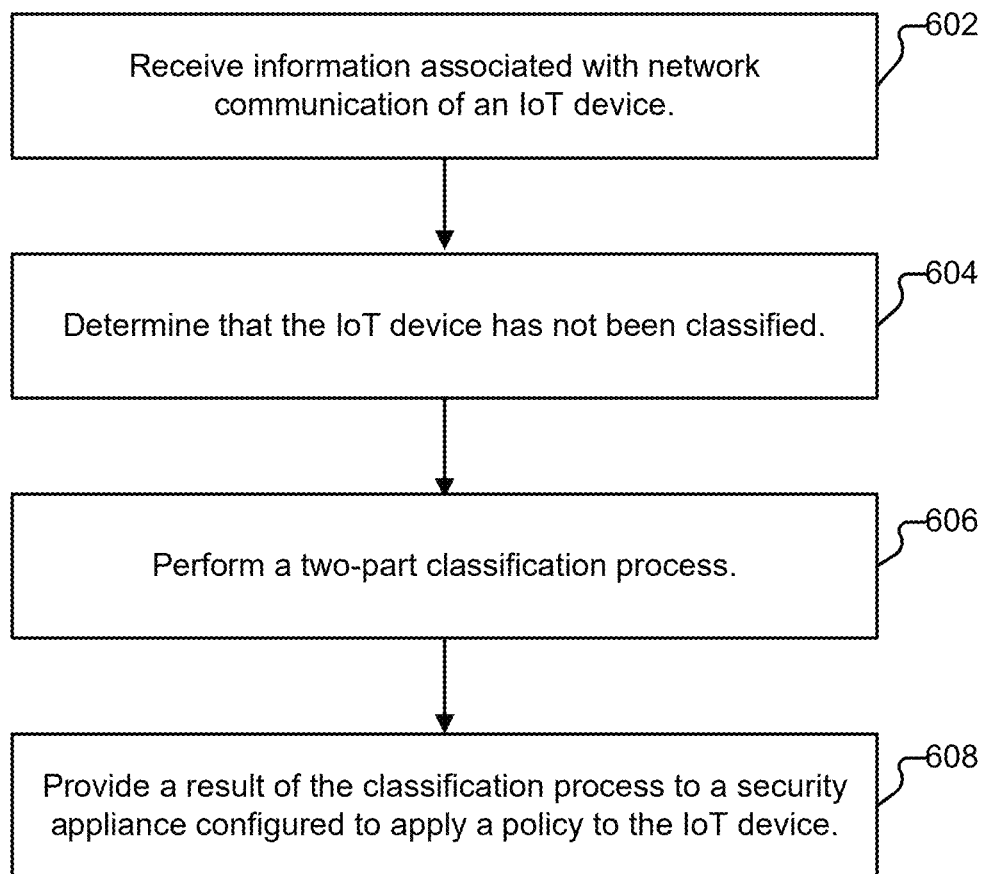 602
Receive information associated with network
communication of an IoT device.
604
Determine that the IoT device has not been classified.
606
Perform a two-part classification process.
608
Provide a result of the classification process to a security
appliance configured to apply a policy to the IoT device.